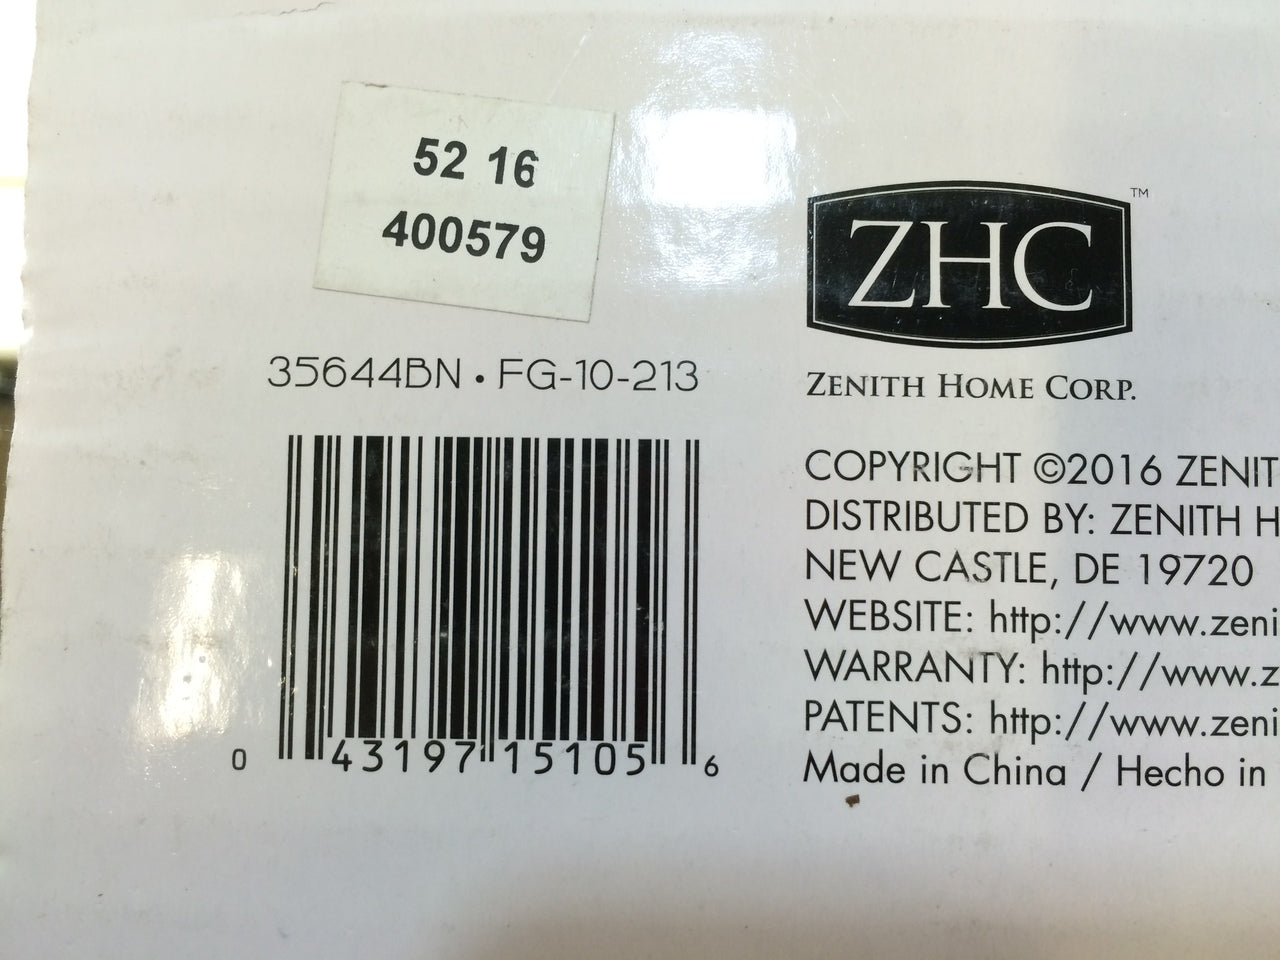 52 16
400579
35644BN • FG-10-213
0 43197 15105 6
ZHC™
ZENITH HOME CORP.
COPYRIGHT ©2016 ZENIT
DISTRIBUTED BY: ZENITH H
NEW CASTLE, DE 19720
WEBSITE: http://www.zeni
WARRANTY: http://www.z
PATENTS: http://www.zeni
Made in China / Hecho in